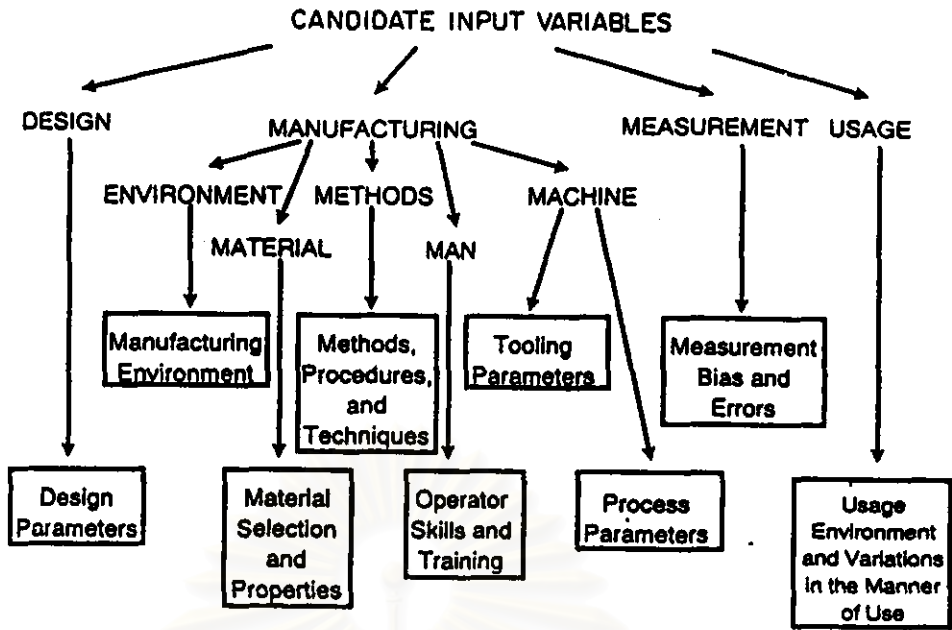 CANDIDATE INPUT VARIABLES
DESIGN
MANUFACTURING
MEASUREMENT
USAGE
ENVIRONMENT
METHODS
MACHINE
MATERIAL
MAN
Manufacturing
Environment
Methods,
Procedures,
and
Techniques
Tooling
Parameters
Measurement
Bias and
Errors
Design
Parameters
Material
Selection
and
Properties
Operator
Skills and
Training
Process
Parameters
Usage
Environment
and Variations
in the Manner
of Use